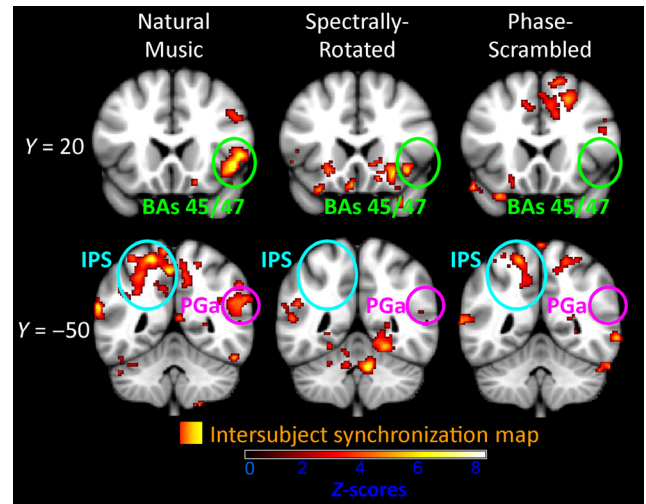 Natural Music
Spectrally-Rotated
Phase-Scrambled
Y = 20
BAs 45/47
BAs 45/47
BAs 45/47
IPS
IPS
IPS
PGa
PGa
PGa
Y = −50
Intersubject synchronization map
0 2 4 6 8
Z-scores